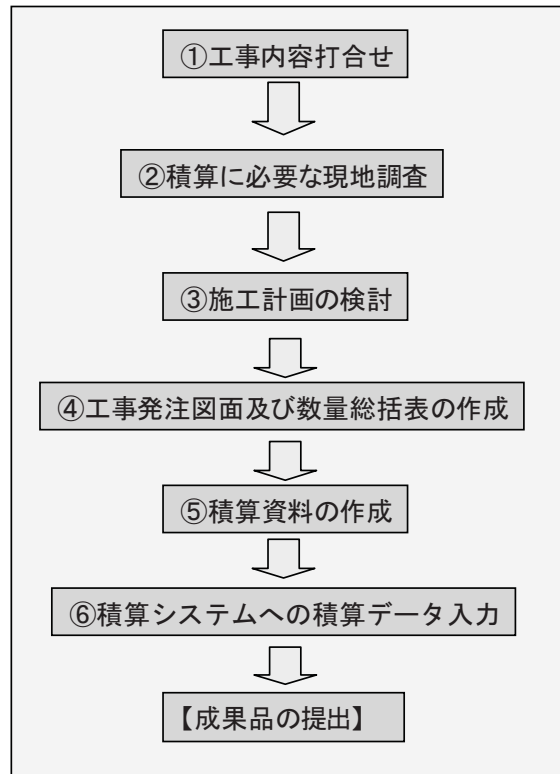 ①工事内容打合せ
②積算に必要な現地調査
③施工計画の検討
④工事発注図面及び数量総括表の作成
⑤積算資料の作成
⑥積算システムへの積算データ入力
【成果品の提出】